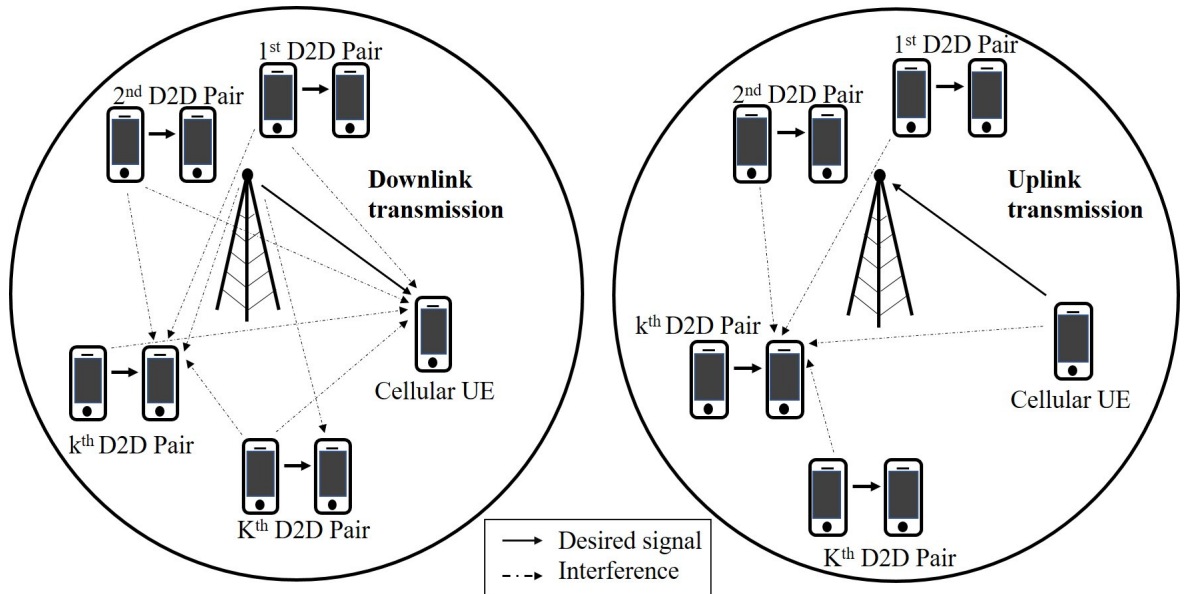 1st D2D Pair
2nd D2D Pair
Downlink
transmission
kth D2D Pair
Cellular UE
Kth D2D Pair
1st D2D Pair
2nd D2D Pair
Uplink
transmission
kth D2D Pair
Cellular UE
Kth D2D Pair
Desired signal
Interference